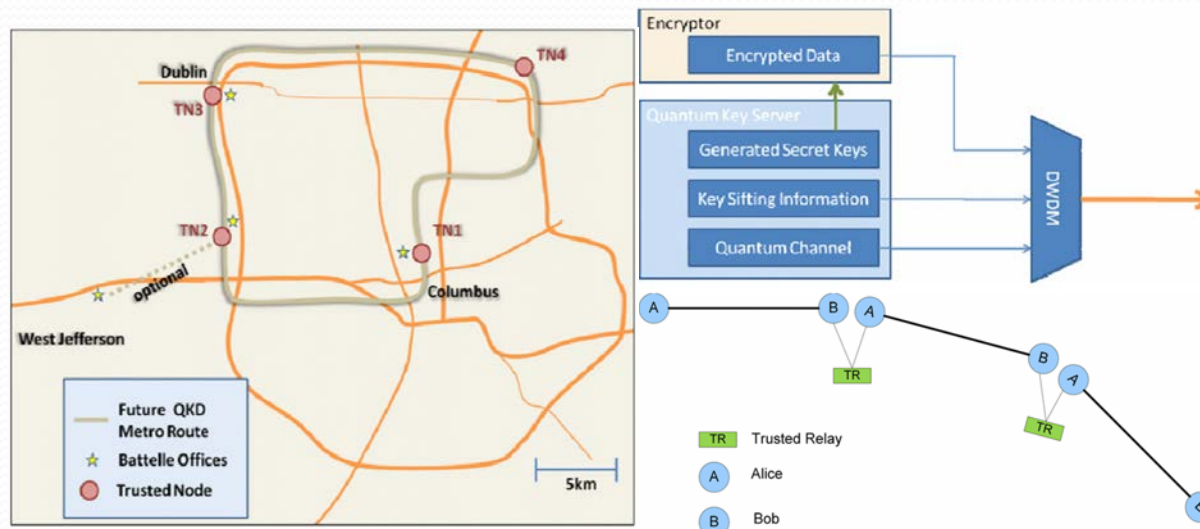 Dublin
TN3
TN4
TN2
TN1
optional
Columbus
West Jefferson
Future QKD
Metro Route
Battelle Offices
Trusted Node
5km
Encryptor
Encrypted Data
Quantum Key Server
Generated Secret Keys
Key Sifting Information
Quantum Channel
DWDM
A
B
A
TR
B
A
TR
TR Trusted Relay
A Alice
B Bob